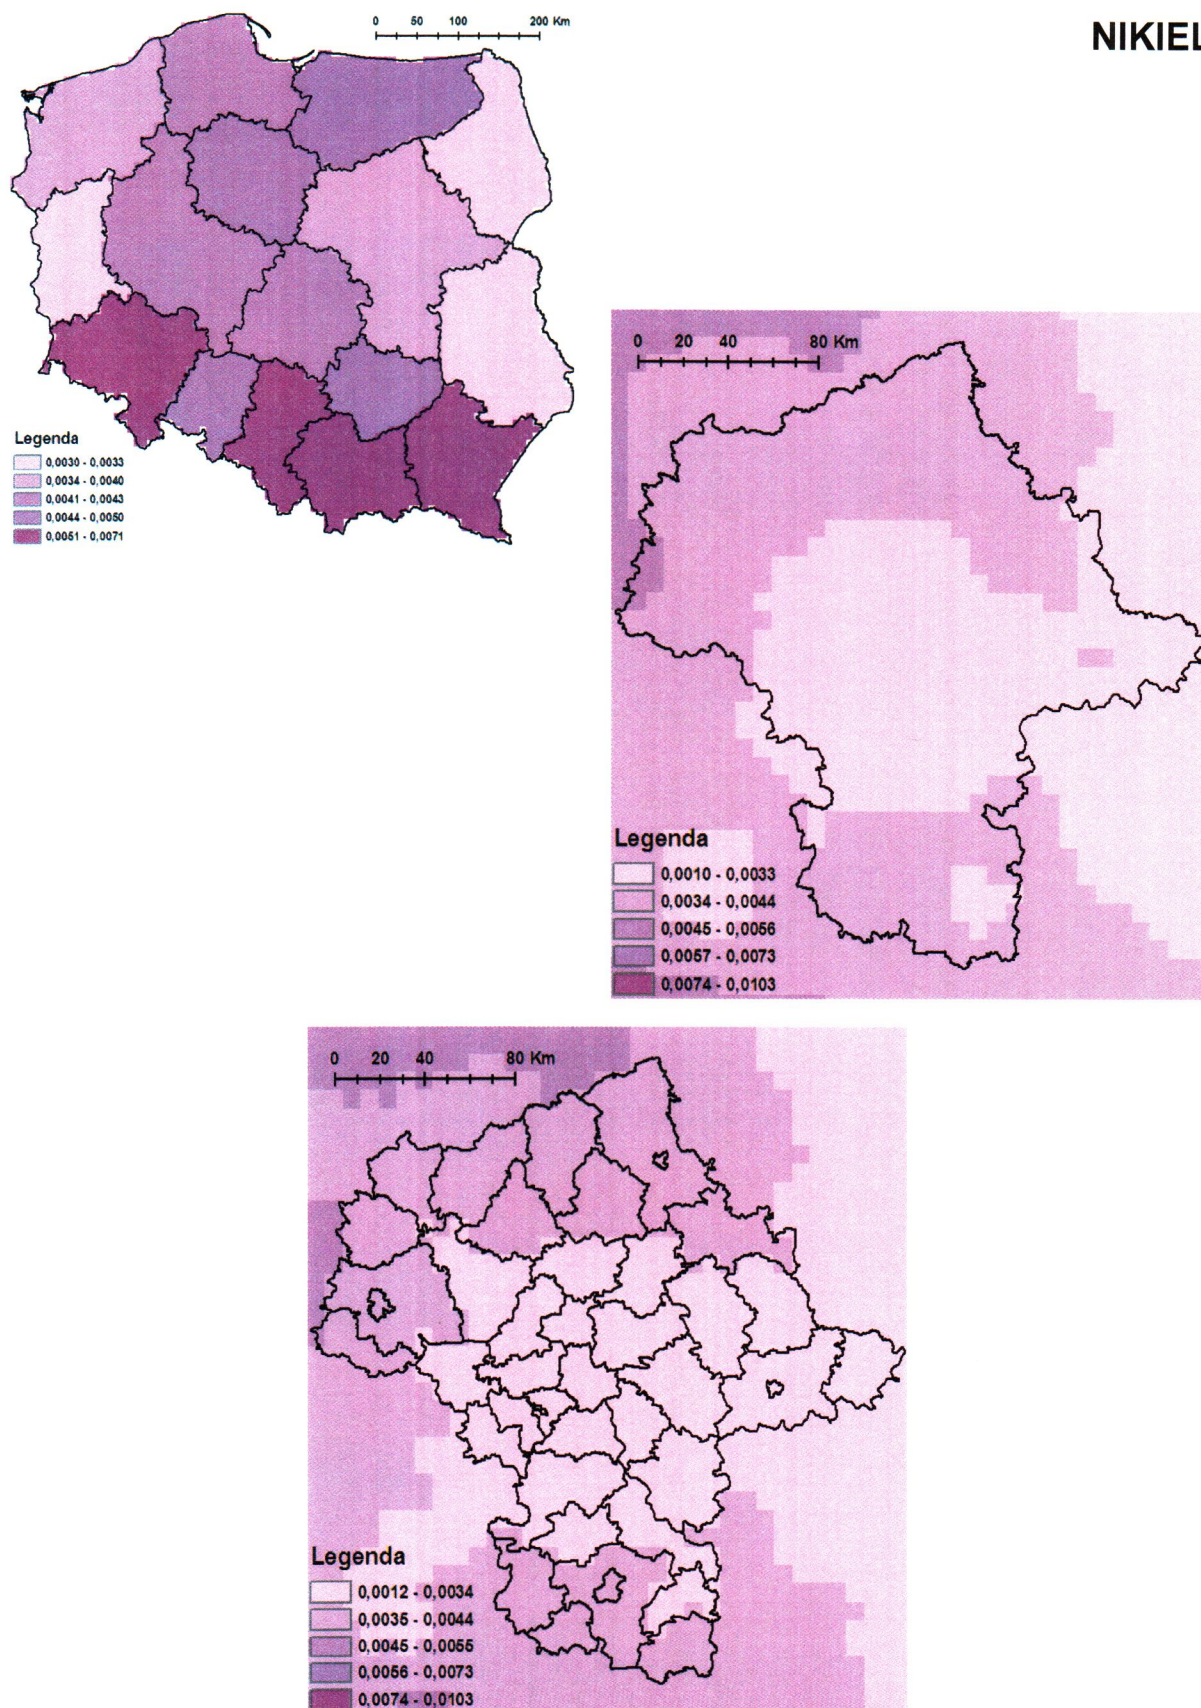 0 50 100 200 Km
NIKIEL
Legenda
0,0030 - 0,0033
0,0034 - 0,0040
0,0041 - 0,0043
0,0044 - 0,0050
0,0051 - 0,0071
0 20 40 80 Km
Legenda
0,0010 - 0,0033
0,0034 - 0,0044
0,0045 - 0,0056
0,0057 - 0,0073
0,0074 - 0,0103
0 20 40 80 Km
Legenda
0,0012 - 0,0034
0,0035 - 0,0044
0,0045 - 0,0055
0,0056 - 0,0073
0,0074 - 0,0103